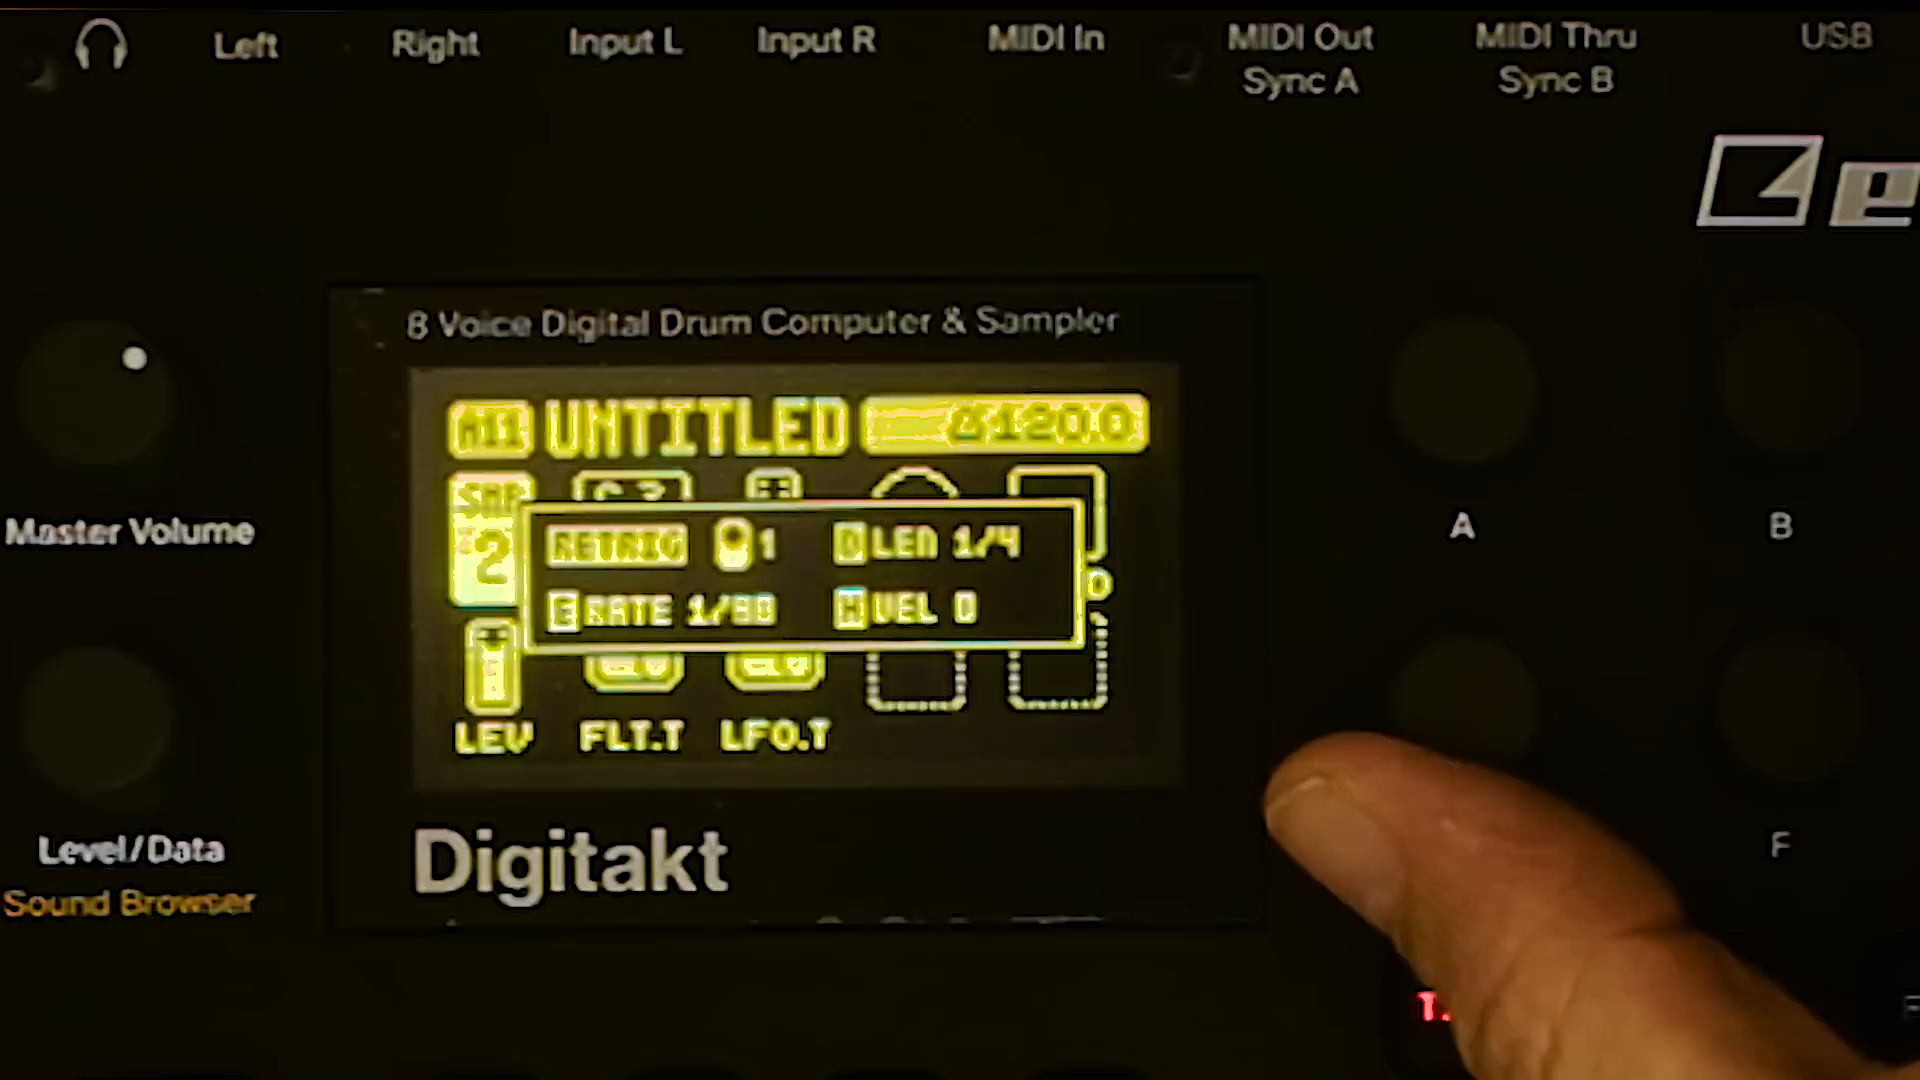 Left Right Input L Input R MIDI In MIDI Out MIDI Thru USB
Sync A Sync B
8 Voice Digital Drum Computer & Sampler
A11 UNTITLED 120.0
2 RETRIG 1 D LEN 1/4
E RATE 1/80 H VEL 0
LEV FLT.T LFO.T
Master Volume A B
Digitakt
Level/Data F
Sound Browser